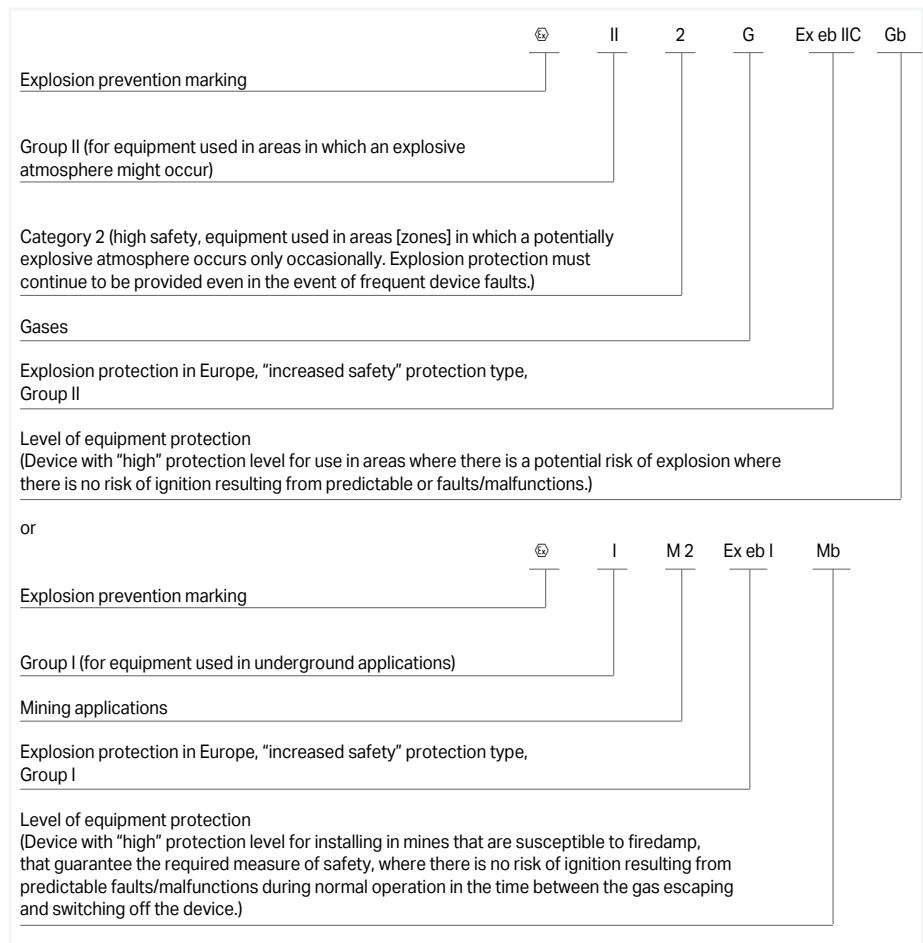 Ex II 2 G Ex eb IIC Gb
Explosion prevention marking
Group II (for equipment used in areas in which an explosive
atmosphere might occur)
Category 2 (high safety, equipment used in areas [zones] in which a potentially
explosive atmosphere occurs only occasionally. Explosion protection must
continue to be provided even in the event of frequent device faults.)
Gases
Explosion protection in Europe, “increased safety” protection type,
Group II
Level of equipment protection
(Device with “high” protection level for use in areas where there is a potential risk of explosion where
there is no risk of ignition resulting from predictable or faults/malfunctions.)
or
Ex I M 2 Ex eb I Mb
Explosion prevention marking
Group I (for equipment used in underground applications)
Mining applications
Explosion protection in Europe, “increased safety” protection type,
Group I
Level of equipment protection
(Device with “high” protection level for installing in mines that are susceptible to firedamp,
that guarantee the required measure of safety, where there is no risk of ignition resulting from
predictable faults/malfunctions during normal operation in the time between the gas escaping
and switching off the device.)